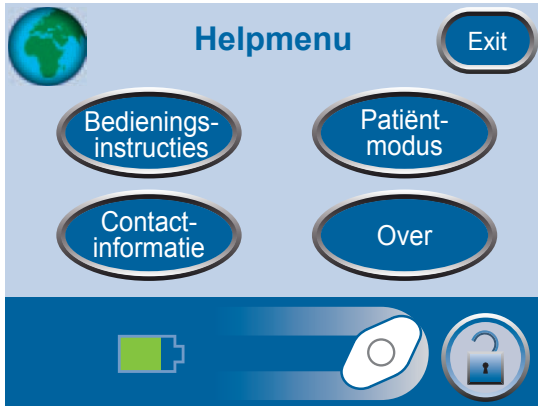 Helpmenu
Exit
Bedienings-
instructies
Patiënt-
modus
Contact-
informatie
Over